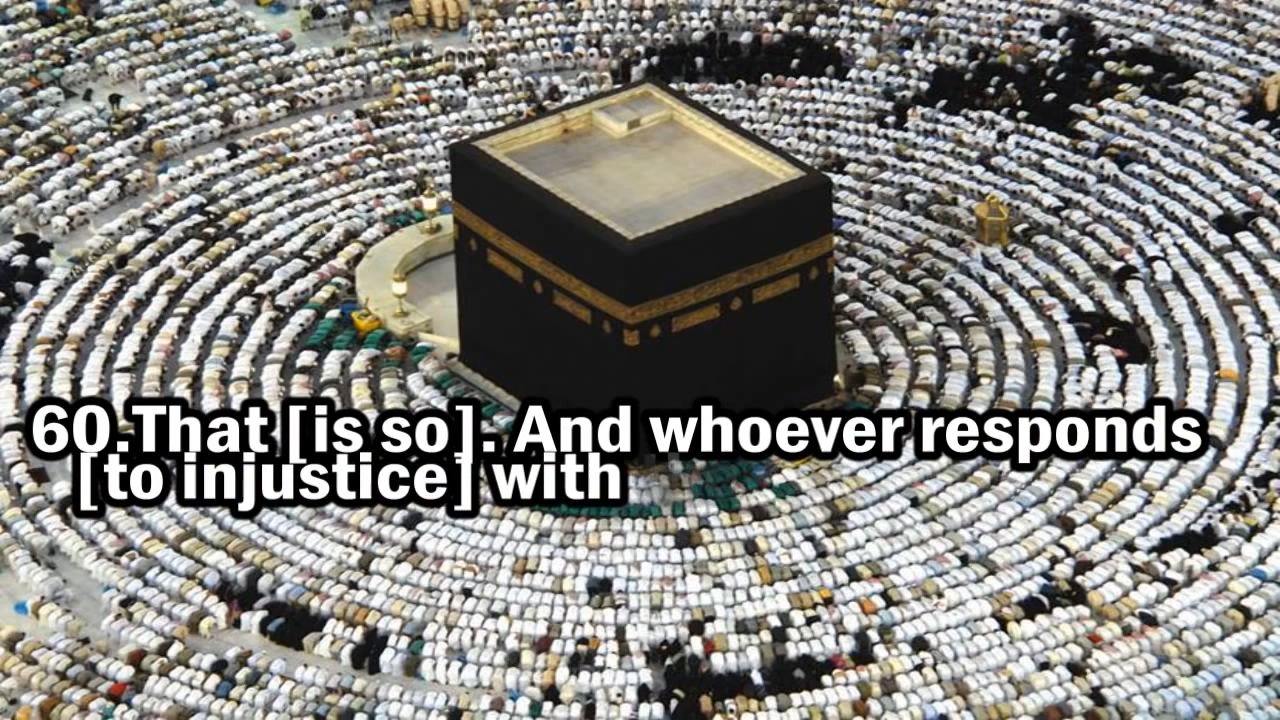 60.That [is so]. And whoever responds
[to injustice] with